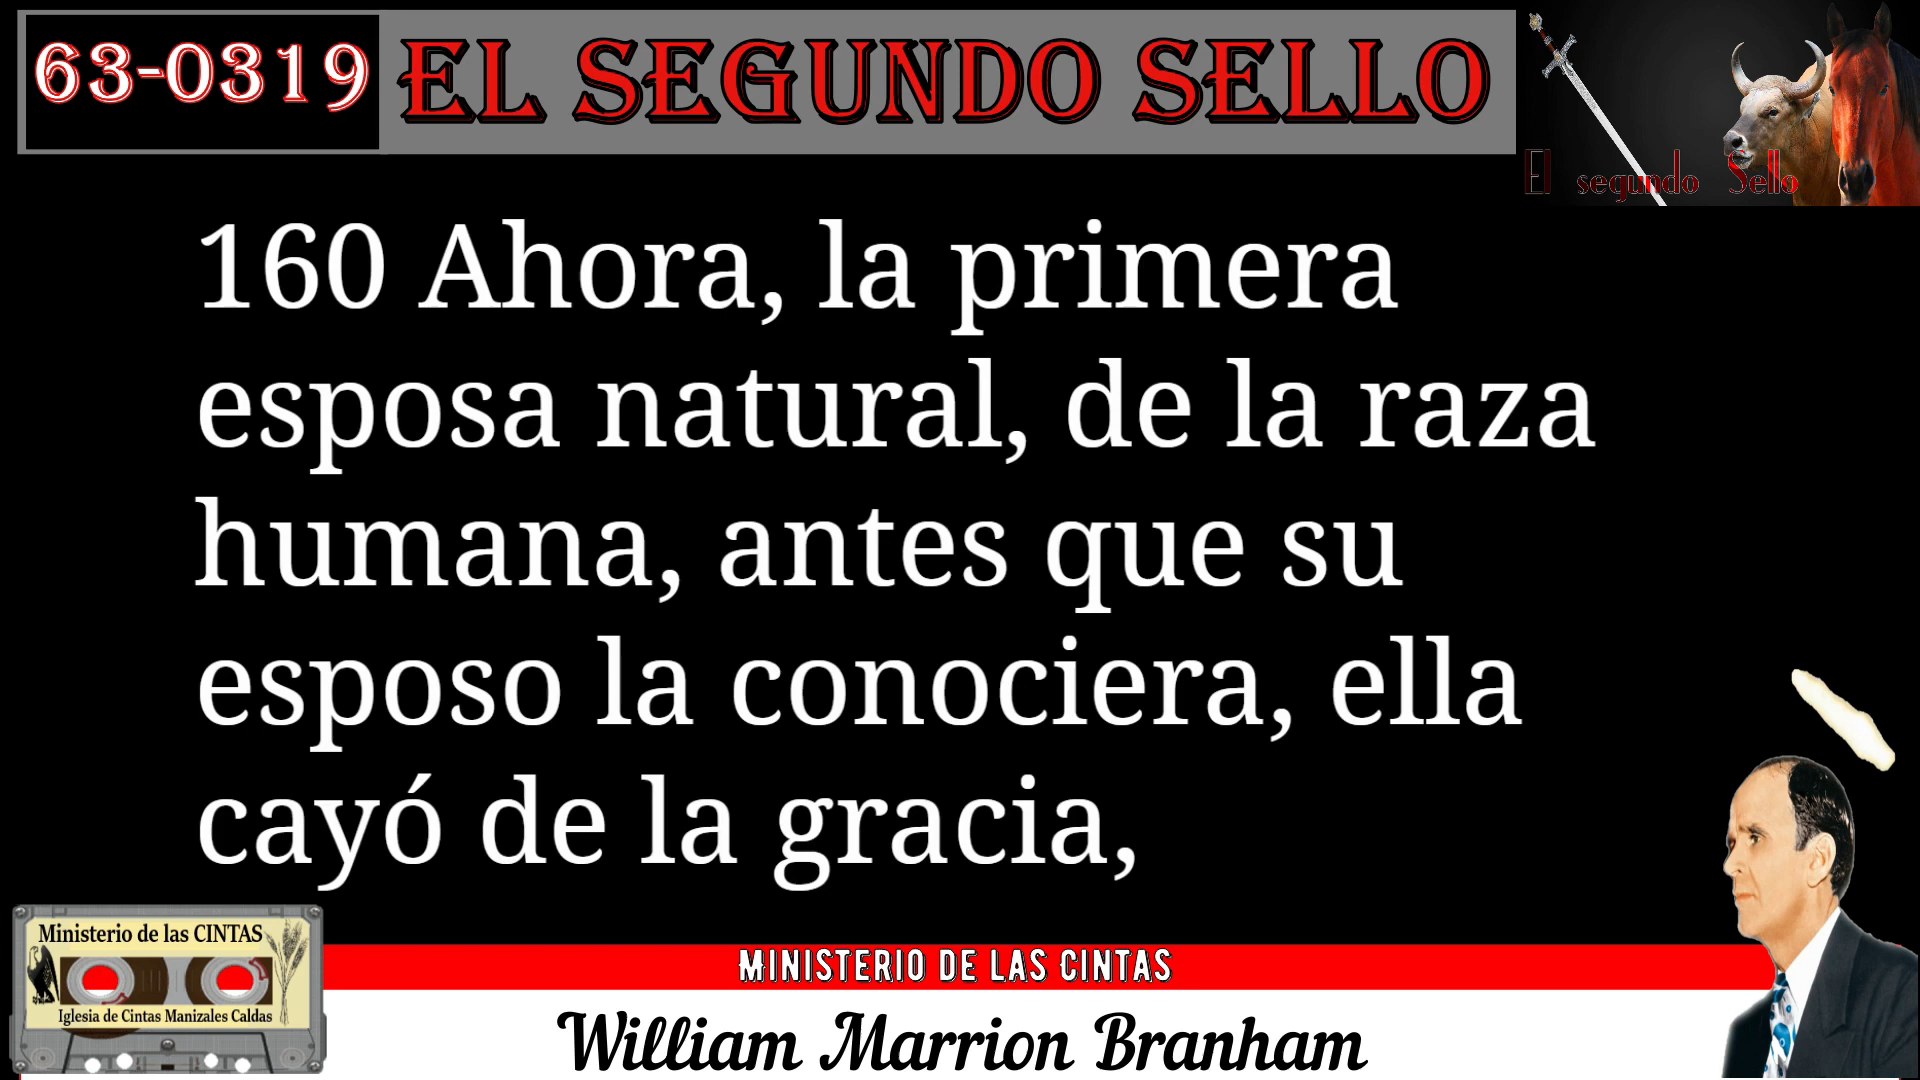 63-0319 EL SEGUNDO SELLO
El segundo Sello
160 Ahora, la primera
esposa natural, de la raza
humana, antes que su
esposo la conociera, ella
cayó de la gracia,
Ministerio de las CINTAS
Iglesia de Cintas Manizales Caldas
MINISTERIO DE LAS CINTAS
William Marrion Branham